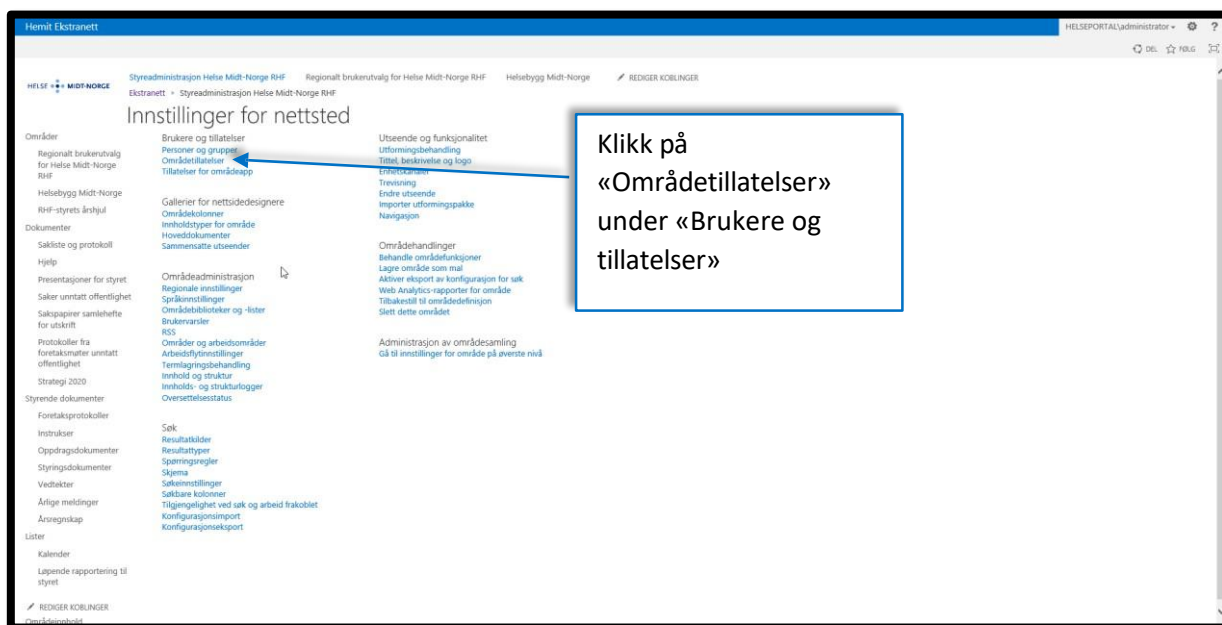 Hemit Ekstranett
HELSEPORTAL\administrator
?
DEL
FØLG
HELSE MIDT-NORGE
Styreadministrasjon Helse Midt-Norge RHF
Regionalt brukerutvalg for Helse Midt-Norge RHF
Helsebygg Midt-Norge
REDIGER KOBLINGER
Ekstranett
Styreadministrasjon Helse Midt-Norge RHF
Innstillinger for nettsted
Områder
Regionalt brukerutvalg
for Helse Midt-Norge
RHF
Helsebygg Midt-Norge
RHF-styrets årshjul
Dokumenter
Sakliste og protokoll
Hjelp
Presentasjoner for styret
Saker unntatt offentlighet
Sakspapirer samlehefte
for utskrift
Protokoller fra
foretaksmøter unntatt
offentlighet
Strategi 2020
Styrende dokumenter
Foretaksprotokoller
Instrukser
Oppdragsdokumenter
Styringsdokumenter
Vedtekter
Årlige meldinger
Årsregnskap
Lister
Kalender
Løpende rapportering til
styret
REDIGER KOBLINGER
Områdeinnhold
Brukere og tillatelser
Personer og grupper
Områdetillatelser
Tillatelser for områdeapp
Gallerier for nettsidedesignere
Områdekolonner
Innholdstyper for område
Hoveddokumenter
Sammensatte utseender
Områdeadministrasjon
Regionale innstillinger
Språkinnstillinger
Områdebiblioteker og -lister
Brukervarsler
RSS
Områder og arbeidsområder
Arbeidsflytinnstillinger
Termlagringsbehandling
Innhold og struktur
Innholds- og strukturlogger
Oversettelsesstatus
Søk
Resultatkilder
Resultattyper
Spørringsregler
Skjema
Søkeinnstillinger
Søkbare kolonner
Tilgjengelighet ved søk og arbeid frakoblet
Konfigurasjonsimport
Konfigurasjonseksport
Utseende og funksjonalitet
Utformingsbehandling
Tittel, beskrivelse og logo
Enhetskanaler
Trevisning
Endre utseende
Importer utformingspakke
Navigasjon
Områdehandlinger
Behandle områdefunksjoner
Lagre område som mal
Aktiver eksport av konfigurasjon for søk
Web Analytics-rapporter for område
Tilbakestill til områdedefinisjon
Slett dette området
Administrasjon av områdesamling
Gå til innstillinger for område på øverste nivå
Klikk på
«Områdetillatelser»
under «Brukere og
tillatelser»